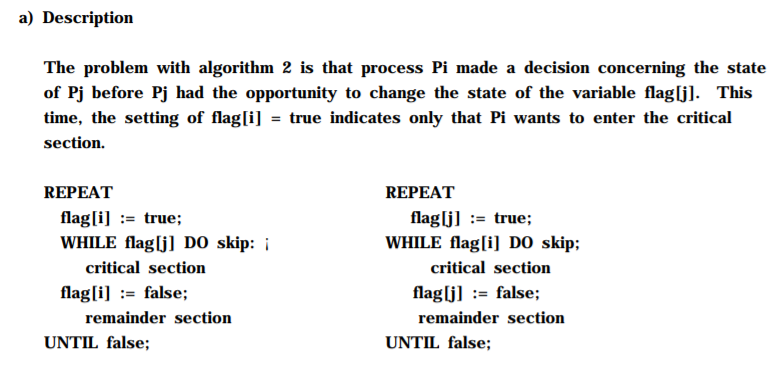 a) Description
The problem with algorithm 2 is that process Pi made a decision concerning the state
of Pj before Pj had the opportunity to change the state of the variable flag[j]. This
time, the setting of flag[i] = true indicates only that Pi wants to enter the critical
section.
REPEAT
flag[i] := true;
WHILE flag[j] DO skip: ¡
critical section
flag[i] := false;
remainder section
UNTIL false;
REPEAT
flag[j] := true;
WHILE flag[i] DO skip;
critical section
flag[j] := false;
remainder section
UNTIL false;